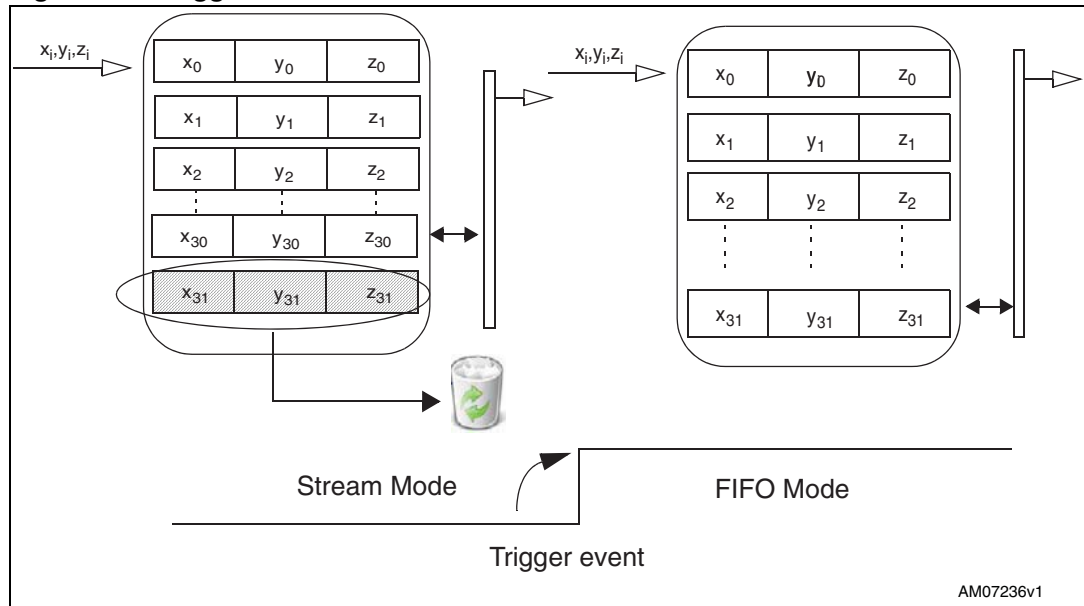 xi,yi,zi
x0 y0 z0
x1 y1 z1
x2 y2 z2
x30 y30 z30
x31 y31 z31
xi,yi,zi
x0 y0 z0
x1 y1 z1
x2 y2 z2
x31 y31 z31
Stream Mode
FIFO Mode
Trigger event
AM07236v1